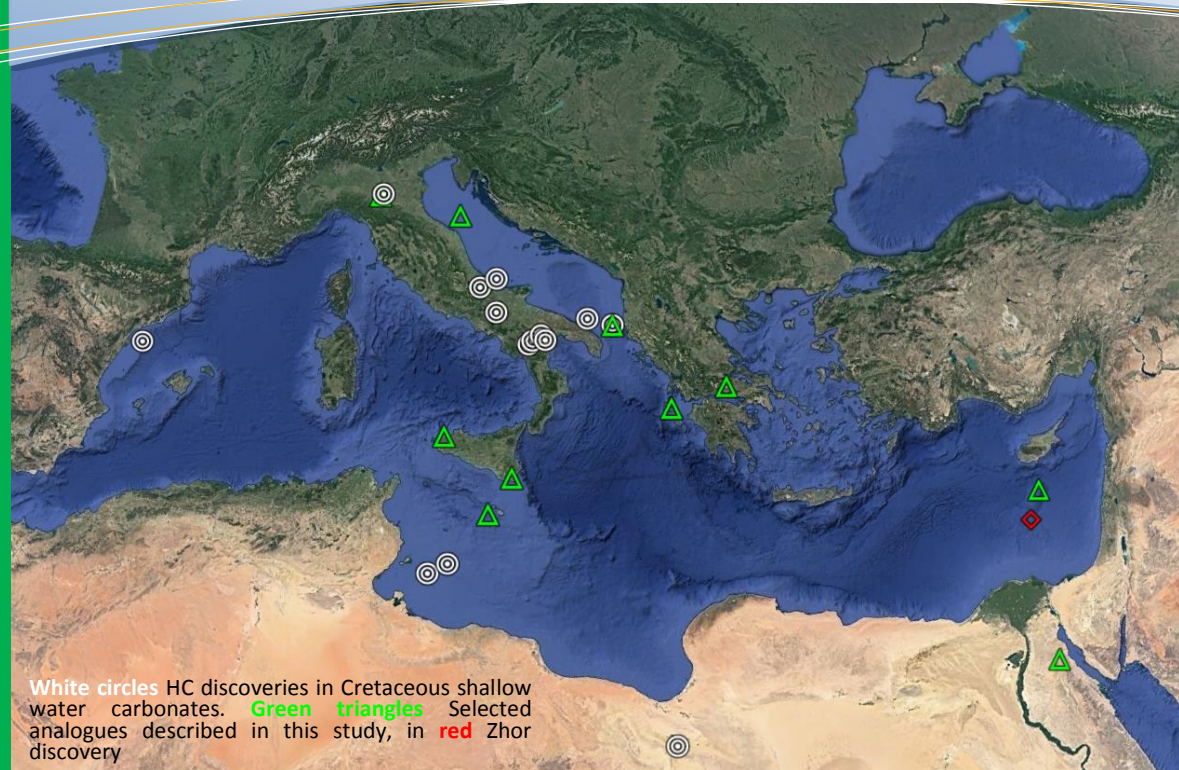 White circles HC discoveries in Cretaceous shallow
water carbonates. Green triangles Selected
analogues described in this study, in red Zhor
discovery